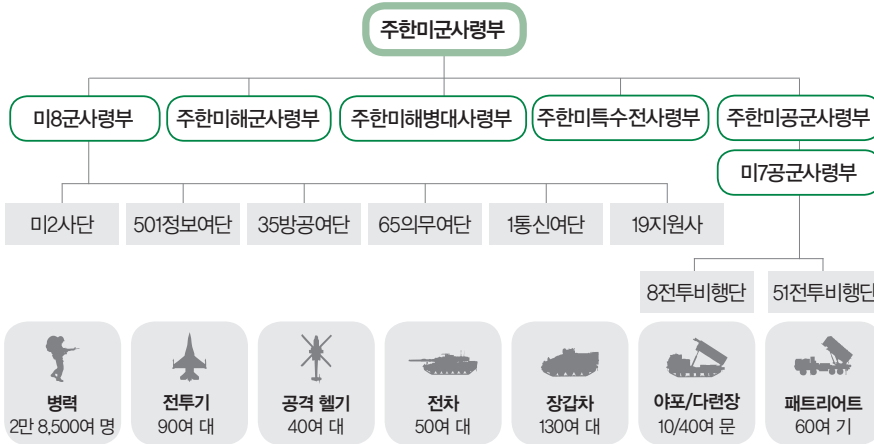 주한미군사령부
미8군사령부
주한미해군사령부
주한미해병대사령부
주한미특수전사령부
주한미공군사령부
미7공군사령부
미2사단
501정보여단
35방공여단
65의무여단
1통신여단
19지원사
8전투비행단
51전투비행단
병력
2만 8,500여 명
전투기
90여 대
공격 헬기
40여 대
전차
50여 대
장갑차
130여 대
야포/다련장
10/40여 문
패트리어트
60여 기